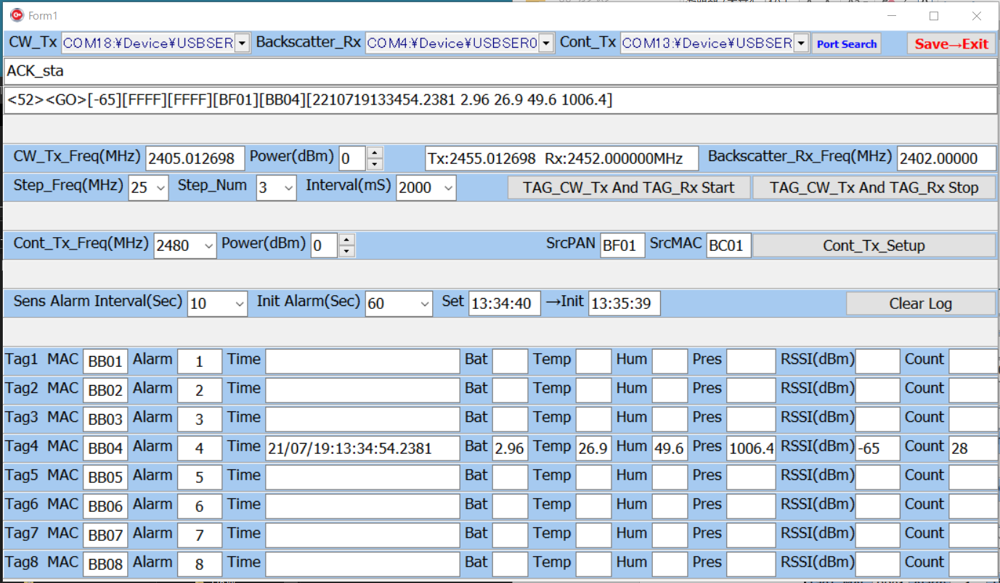 Form1
CW_Tx COM18:¥Device¥USBSER Backscatter_Rx COM4:¥Device¥USBSER0 Cont_Tx COM13:¥Device¥USBSER Port Search Save→Exit
ACK_sta
<52><GO>[-65][FFFF][FFFF][BF01][BB04][2210719133454.2381 2.96 26.9 49.6 1006.4]
CW_Tx_Freq(MHz) 2405.012698 Power(dBm) 0 Tx:2455.012698 Rx:2452.000000MHz Backscatter_Rx_Freq(MHz) 2402.00000
Step_Freq(MHz) 25 Step_Num 3 Interval(mS) 2000 TAG_CW_Tx And TAG_Rx Start TAG_CW_Tx And TAG_Rx Stop
Cont_Tx_Freq(MHz) 2480 Power(dBm) 0 SrcPAN BF01 SrcMAC BC01 Cont_Tx_Setup
Sens Alarm Interval(Sec) 10 Init Alarm(Sec) 60 Set 13:34:40 →Init 13:35:39 Clear Log
Tag1 MAC BB01 Alarm 1 Time Bat Temp Hum Pres RSSI(dBm) Count
Tag2 MAC BB02 Alarm 2 Time Bat Temp Hum Pres RSSI(dBm) Count
Tag3 MAC BB03 Alarm 3 Time Bat Temp Hum Pres RSSI(dBm) Count
Tag4 MAC BB04 Alarm 4 Time 21/07/19:13:34:54.2381 Bat 2.96 Temp 26.9 Hum 49.6 Pres 1006.4 RSSI(dBm) -65 Count 28
Tag5 MAC BB05 Alarm 5 Time Bat Temp Hum Pres RSSI(dBm) Count
Tag6 MAC BB06 Alarm 6 Time Bat Temp Hum Pres RSSI(dBm) Count
Tag7 MAC BB07 Alarm 7 Time Bat Temp Hum Pres RSSI(dBm) Count
Tag8 MAC BB08 Alarm 8 Time Bat Temp Hum Pres RSSI(dBm) Count